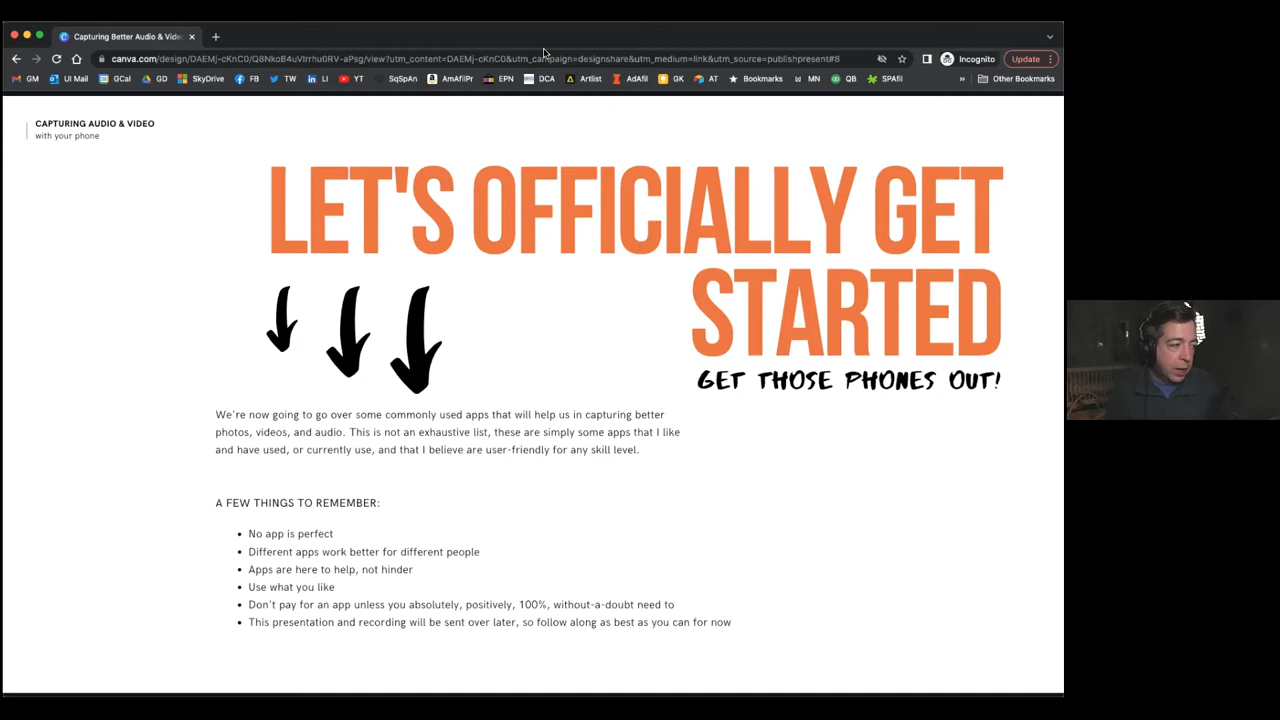 Capturing Better Audio & Vide
canva.com/design/DAEMj-cKnC0/Q8NkoB4uVIrrhu0RV-aPsg/view?utm_content=DAEMj-cKnC0&utm_campaign=designshare&utm_medium=link&utm_source=publishpresent#8
Incognito
Update
GM UI Mail GCal GD SkyDrive FB TW LI YT SqSpAn AmAfilPr EPN DCA Artlist AdAfil GK AT Bookmarks MN QB SPAfil » Other Bookmarks
CAPTURING AUDIO & VIDEO
with your phone
LET'S OFFICIALLY GET
STARTED
GET THOSE PHONES OUT!
We're now going to go over some commonly used apps that will help us in capturing better
photos, videos, and audio. This is not an exhaustive list, these are simply some apps that I like
and have used, or currently use, and that I believe are user-friendly for any skill level.
A FEW THINGS TO REMEMBER:
• No app is perfect
• Different apps work better for different people
• Apps are here to help, not hinder
• Use what you like
• Don't pay for an app unless you absolutely, positively, 100%, without-a-doubt need to
• This presentation and recording will be sent over later, so follow along as best as you can for now